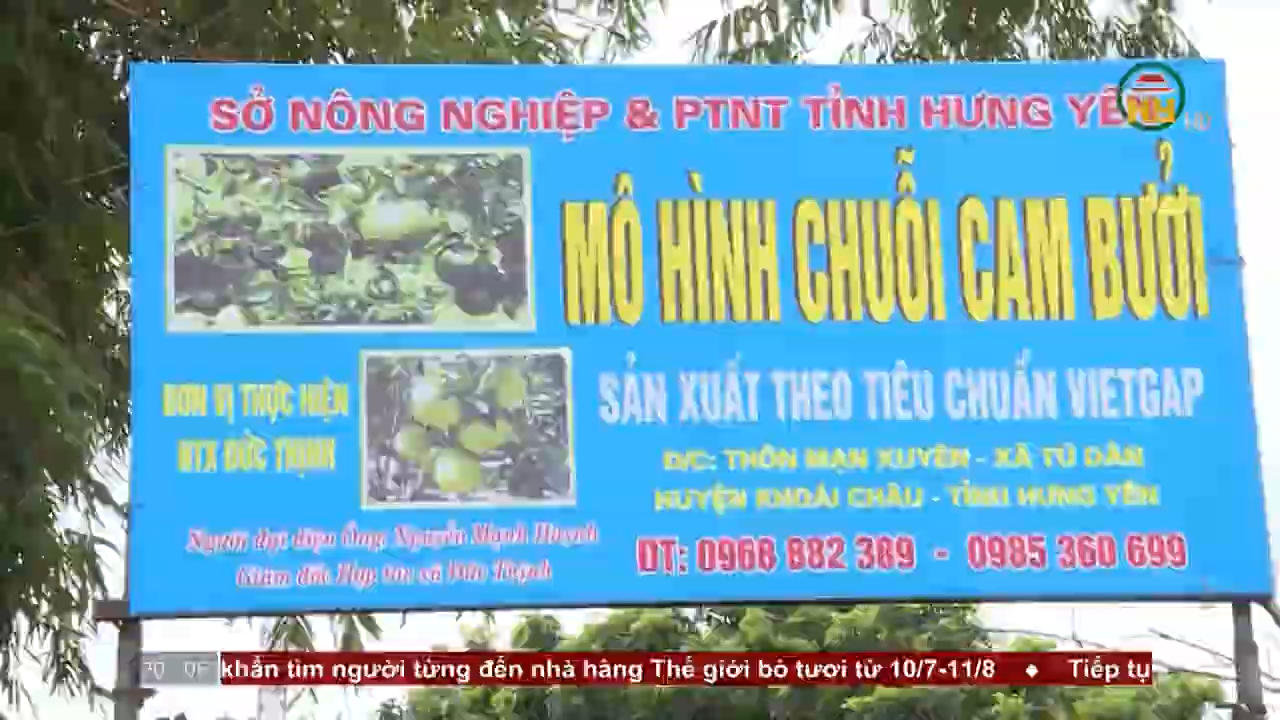 SỞ NÔNG NGHIỆP & PTNT TỈNH HƯNG YÊN
MÔ HÌNH CHUỖI CAM BƯỞI
SẢN XUẤT THEO TIÊU CHUẨN VIETGAP
ĐƠN VỊ THỰC HIỆN
HTX ĐỨC THỊNH
Đ/C: THÔN MẠN XUYÊN - XÃ TỨ DÂN
HUYỆN KHOÁI CHÂU - TỈNH HƯNG YÊN
Người đại diện Ông: Nguyễn Mạnh
Giám đốc Hợp tác xã Đức Thịnh
ĐT: 0968 882 389 - 0985 360 699
khẩn tìm người từng đến nhà hàng Thế giới bò tươi từ 10/7-11/8 ◆ Tiếp tụ